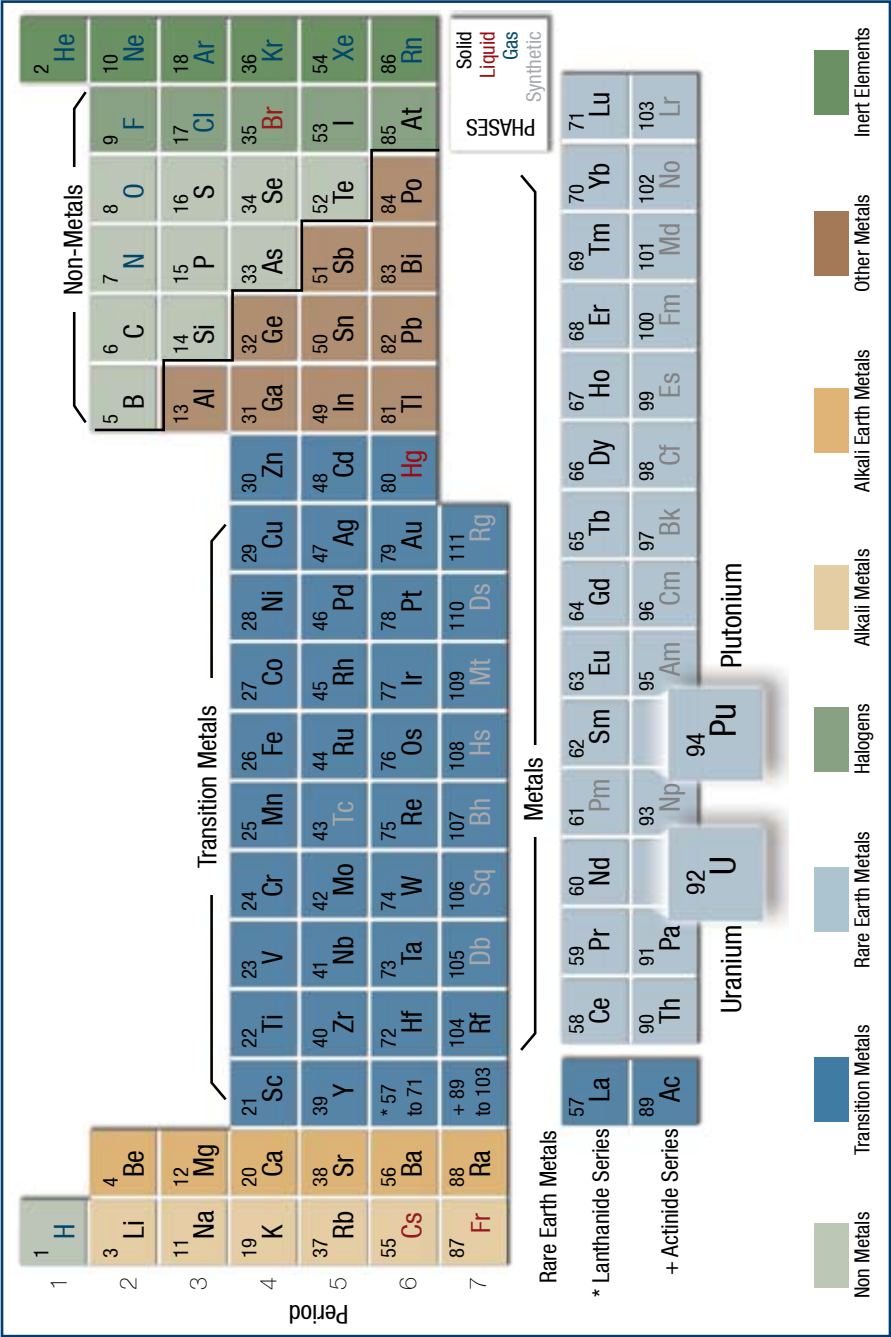 Non-Metals
Transition Metals
Period
1
1 H
2 He
2
3 Li
4 Be
5 B
6 C
7 N
8 O
9 F
10 Ne
3
11 Na
12 Mg
13 Al
14 Si
15 P
16 S
17 Cl
18 Ar
4
19 K
20 Ca
21 Sc
22 Ti
23 V
24 Cr
25 Mn
26 Fe
27 Co
28 Ni
29 Cu
30 Zn
31 Ga
32 Ge
33 As
34 Se
35 Br
36 Kr
5
37 Rb
38 Sr
39 Y
40 Zr
41 Nb
42 Mo
43 Tc
44 Ru
45 Rh
46 Pd
47 Ag
48 Cd
49 In
50 Sn
51 Sb
52 Te
53 I
54 Xe
6
55 Cs
56 Ba
* 57
to 71
72 Hf
73 Ta
74 W
75 Re
76 Os
77 Ir
78 Pt
79 Au
80 Hg
81 Tl
82 Pb
83 Bi
84 Po
85 At
86 Rn
7
87 Fr
88 Ra
+ 89
to 103
104 Rf
105 Db
106 Sq
107 Bh
108 Hs
109 Mt
110 Ds
111 Rg
PHASES
Solid
Liquid
Gas
Synthetic
Metals
Rare Earth Metals
* Lanthanide Series
57 La
58 Ce
59 Pr
60 Nd
61 Pm
62 Sm
63 Eu
64 Gd
65 Tb
66 Dy
67 Ho
68 Er
69 Tm
70 Yb
71 Lu
+ Actinide Series
89 Ac
90 Th
91 Pa
92 U
93 Np
94 Pu
95 Am
96 Cm
97 Bk
98 Cf
99 Es
100 Fm
101 Md
102 No
103 Lr
Uranium
Plutonium
Non Metals
Transition Metals
Rare Earth Metals
Halogens
Alkali Metals
Alkali Earth Metals
Other Metals
Inert Elements